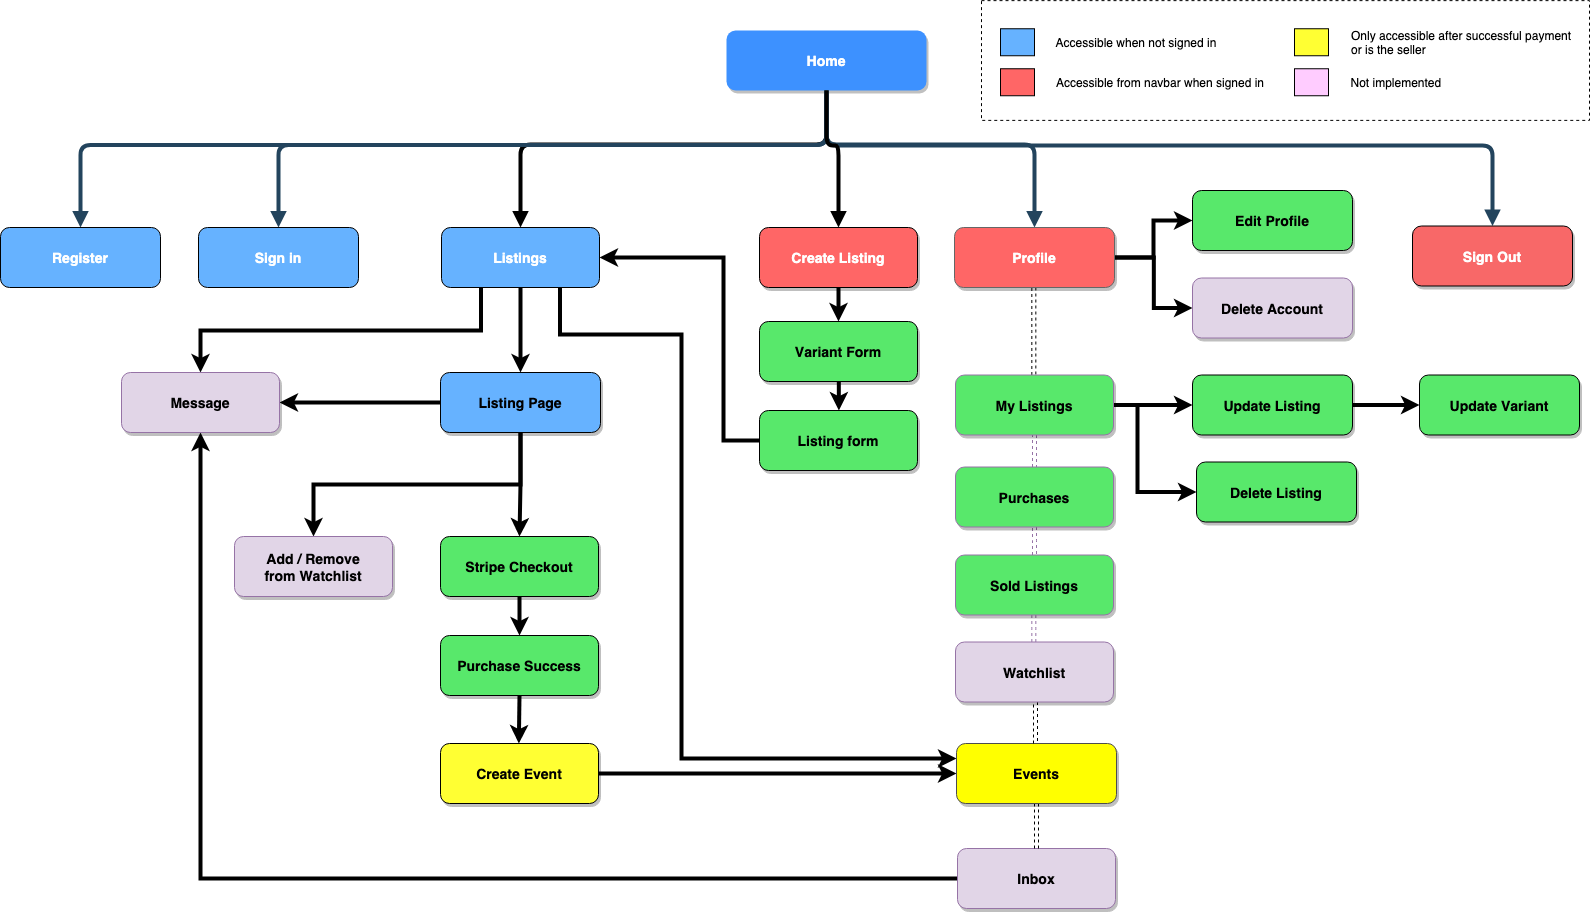 Home
Accessible when not signed in
Only accessible after successful payment
or is the seller
Accessible from navbar when signed in
Not implemented
Register
Sign in
Listings
Create Listing
Profile
Edit Profile
Sign Out
Delete Account
Variant Form
Message
Listing Page
Listing form
My Listings
Update Listing
Update Variant
Purchases
Delete Listing
Add / Remove
from Watchlist
Stripe Checkout
Sold Listings
Purchase Success
Watchlist
Create Event
Events
Inbox